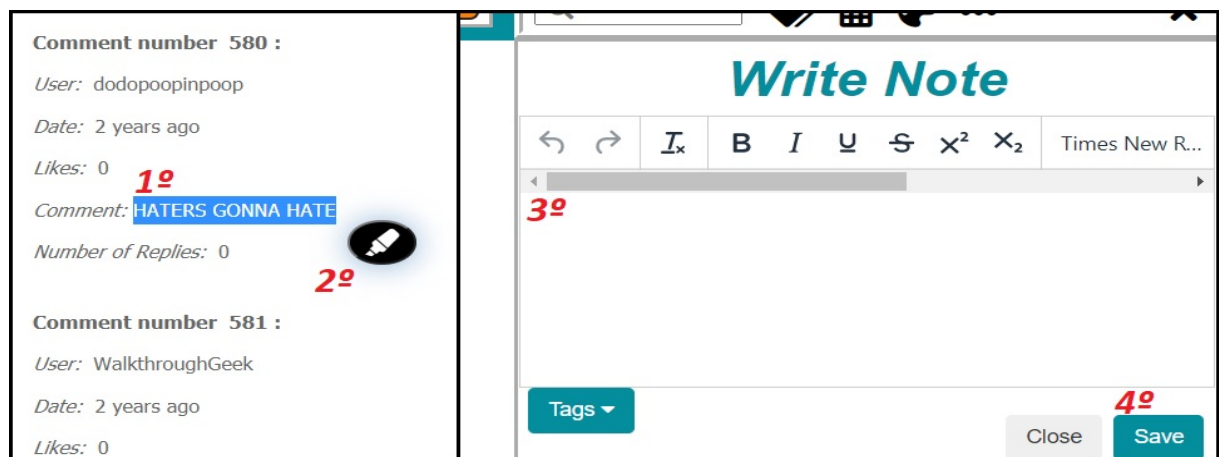 Comment number 580 :
User: dodopoopinpoop
Date: 2 years ago
Likes: 0
1º
Comment: HATERS GONNA HATE
Number of Replies: 0
2º
Comment number 581 :
User: WalkthroughGeek
Date: 2 years ago
Likes: 0
Write Note
B I U S X² X₂ Times New R...
3º
Tags
4º
Close Save